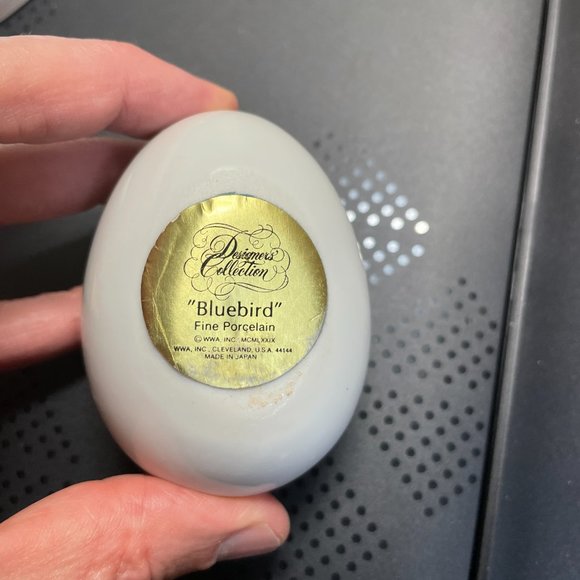 Designers'
Collection
"Bluebird"
Fine Porcelain
© WWA, INC. MCMLXXIX
WWA, INC., CLEVELAND, U.S.A. 44144
MADE IN JAPAN